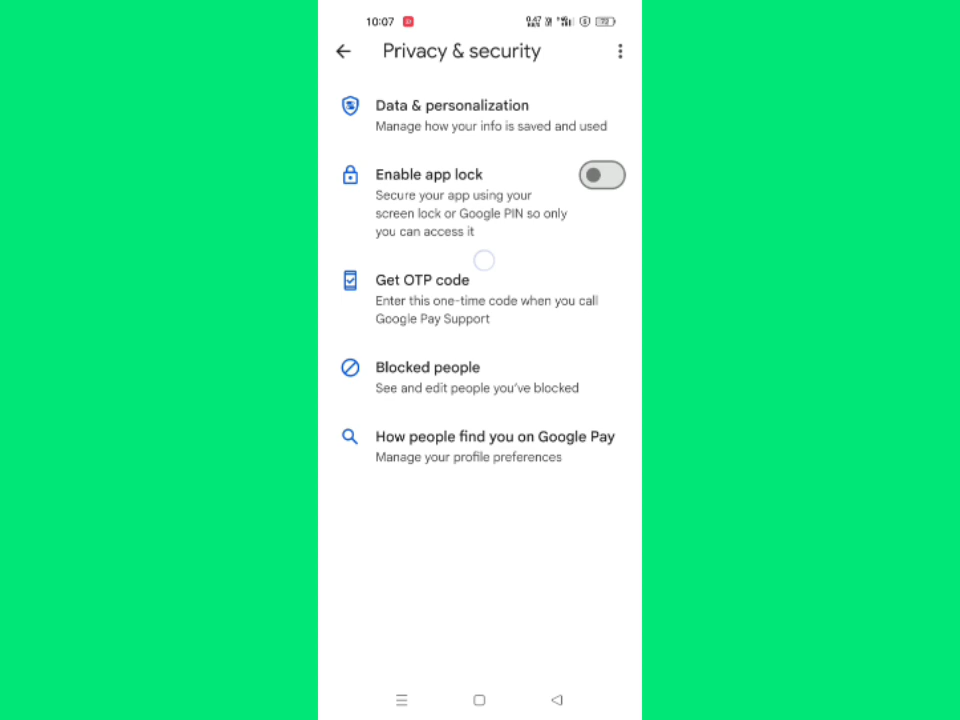 10:07
Privacy & security
Data & personalization
Manage how your info is saved and used
Enable app lock
Secure your app using your
screen lock or Google PIN so only
you can access it
Get OTP code
Enter this one-time code when you call
Google Pay Support
Blocked people
See and edit people you've blocked
How people find you on Google Pay
Manage your profile preferences